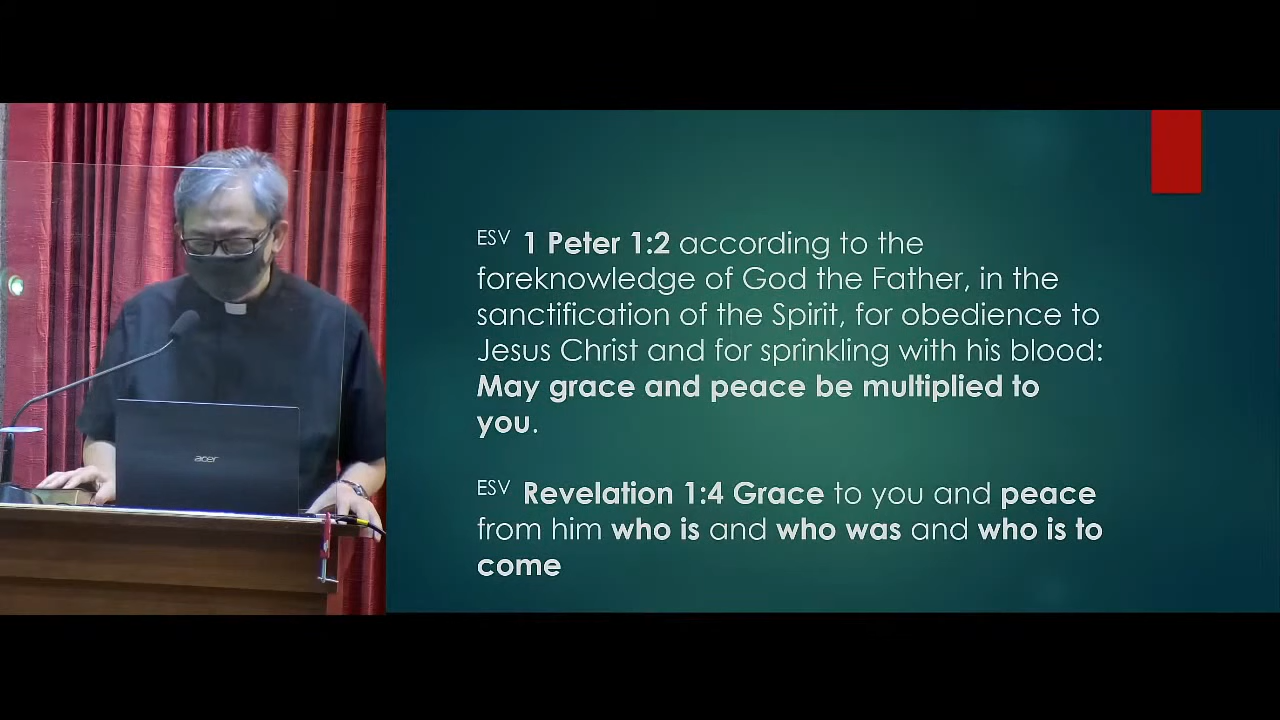 acer
ESV 1 Peter 1:2 according to the
foreknowledge of God the Father, in the
sanctification of the Spirit, for obedience to
Jesus Christ and for sprinkling with his blood:
May grace and peace be multiplied to
you.
ESV Revelation 1:4 Grace to you and peace
from him who is and who was and who is to
come